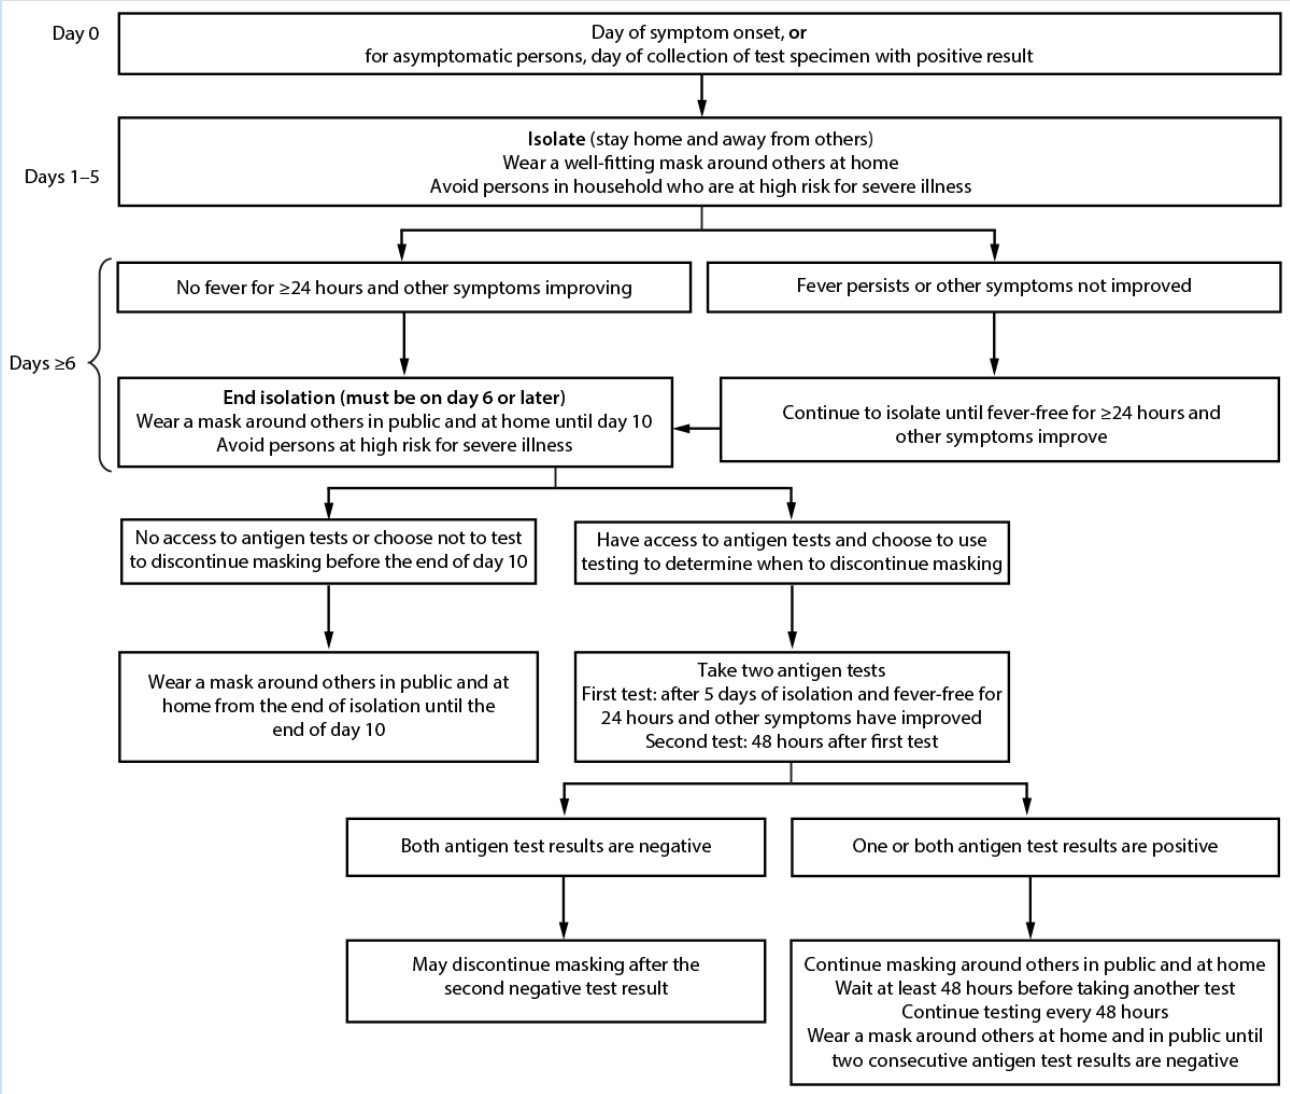 Day 0
Day of symptom onset, or
for asymptomatic persons, day of collection of test specimen with positive result
Days 1–5
Isolate (stay home and away from others)
Wear a well-fitting mask around others at home
Avoid persons in household who are at high risk for severe illness
Days ≥6
No fever for ≥24 hours and other symptoms improving
Fever persists or other symptoms not improved
End isolation (must be on day 6 or later)
Wear a mask around others in public and at home until day 10
Avoid persons at high risk for severe illness
Continue to isolate until fever-free for ≥24 hours and
other symptoms improve
No access to antigen tests or choose not to test
to discontinue masking before the end of day 10
Have access to antigen tests and choose to use
testing to determine when to discontinue masking
Wear a mask around others in public and at
home from the end of isolation until the
end of day 10
Take two antigen tests
First test: after 5 days of isolation and fever-free for
24 hours and other symptoms have improved
Second test: 48 hours after first test
Both antigen test results are negative
One or both antigen test results are positive
May discontinue masking after the
second negative test result
Continue masking around others in public and at home
Wait at least 48 hours before taking another test
Continue testing every 48 hours
Wear a mask around others at home and in public until
two consecutive antigen test results are negative